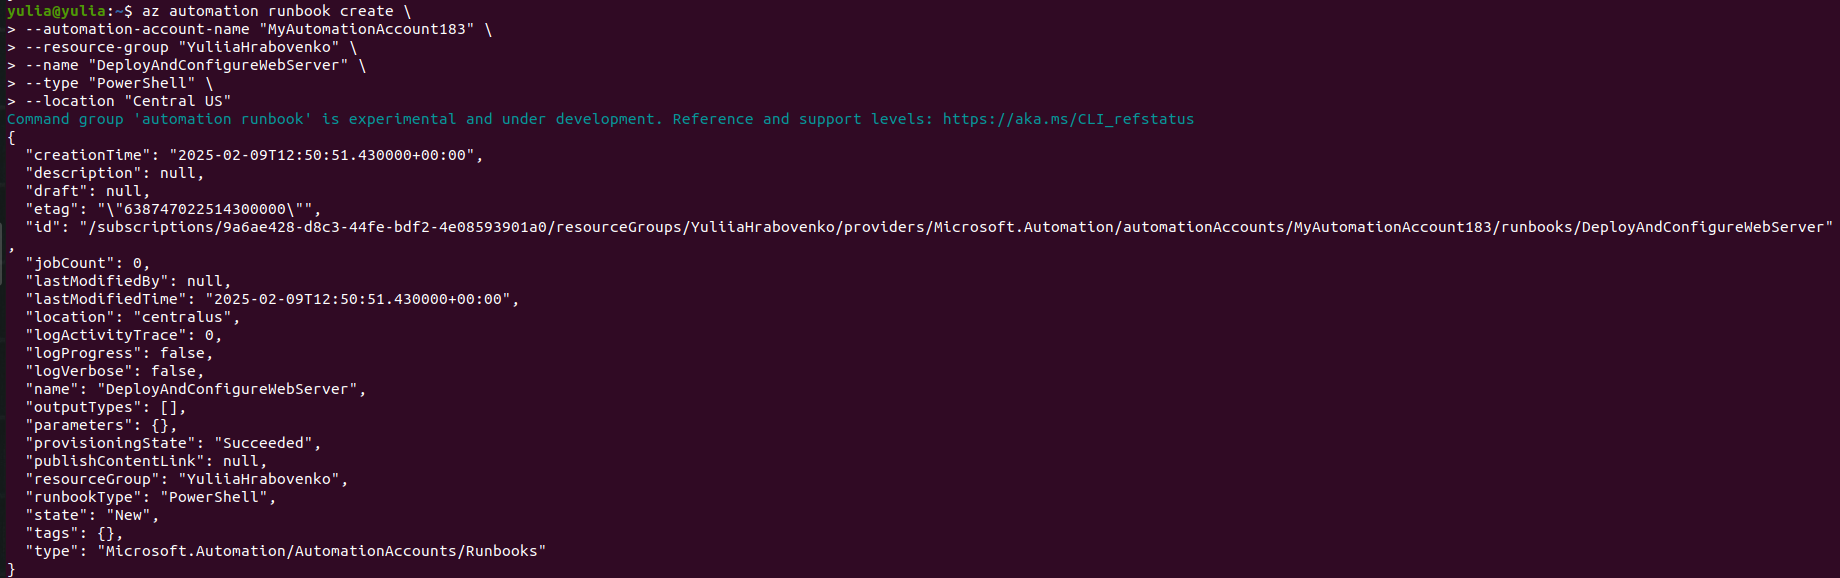 yulia@yulia:~$ az automation runbook create \
> --automation-account-name "MyAutomationAccount183" \
> --resource-group "YuliiaHrabovenko" \
> --name "DeployAndConfigureWebServer" \
> --type "PowerShell" \
> --location "Central US"
Command group 'automation runbook' is experimental and under development. Reference and support levels: https://aka.ms/CLI_refstatus
{
  "creationTime": "2025-02-09T12:50:51.430000+00:00",
  "description": null,
  "draft": null,
  "etag": "\"638747022514300000\"",
  "id": "/subscriptions/9a6ae428-d8c3-44fe-bdf2-4e08593901a0/resourceGroups/YuliiaHrabovenko/providers/Microsoft.Automation/automationAccounts/MyAutomationAccount183/runbooks/DeployAndConfigureWebServer"
,
  "jobCount": 0,
  "lastModifiedBy": null,
  "lastModifiedTime": "2025-02-09T12:50:51.430000+00:00",
  "location": "centralus",
  "logActivityTrace": 0,
  "logProgress": false,
  "logVerbose": false,
  "name": "DeployAndConfigureWebServer",
  "outputTypes": [],
  "parameters": {},
  "provisioningState": "Succeeded",
  "publishContentLink": null,
  "resourceGroup": "YuliiaHrabovenko",
  "runbookType": "PowerShell",
  "state": "New",
  "tags": {},
  "type": "Microsoft.Automation/AutomationAccounts/Runbooks"
}